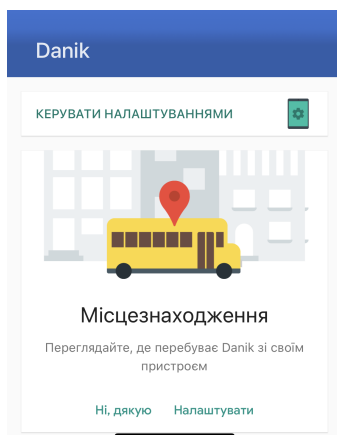 Danik
КЕРУВАТИ НАЛАШТУВАННЯМИ
Місцезнаходження
Переглядайте, де перебуває Danik зі своїм
пристроєм
Ні, дякую Налаштувати